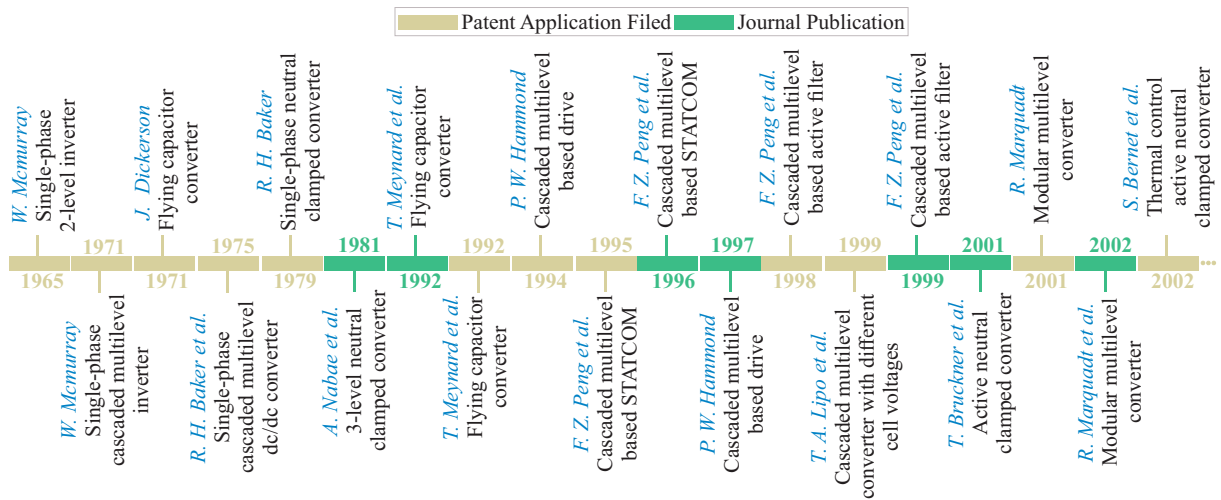 Patent Application Filed
Journal Publication
W. Mcmurray
Single-phase
2-level inverter
J. Dickerson
Flying capacitor
converter
R. H. Baker
Single-phase neutral
clamped converter
T. Meynard et al.
Flying capacitor
converter
P. W. Hammond
Cascaded multilevel
based drive
F. Z. Peng et al.
Cascaded multilevel
based STATCOM
F. Z. Peng et al.
Cascaded multilevel
based active filter
F. Z. Peng et al.
Cascaded multilevel
based active filter
R. Marquadt
Modular multilevel
converter
S. Bernet et al.
Thermal control
active neutral
clamped converter
1965
1971
1971
1975
1979
1981
1992
1992
1994
1995
1996
1997
1998
1999
1999
2001
2001
2002
2002
...
W. Mcmurray
Single-phase
cascaded multilevel
inverter
R. H. Baker et al.
Single-phase
cascaded multilevel
dc/dc converter
A. Nabae et al.
3-level neutral
clamped converter
T. Meynard et al.
Flying capacitor
converter
F. Z. Peng et al.
Cascaded multilevel
based STATCOM
P. W. Hammond
Cascaded multilevel
based drive
T. A. Lipo et al.
Cascaded multilevel
converter with different
cell voltages
T. Bruckner et al.
Active neutral
clamped converter
R. Marquadt et al.
Modular multilevel
converter